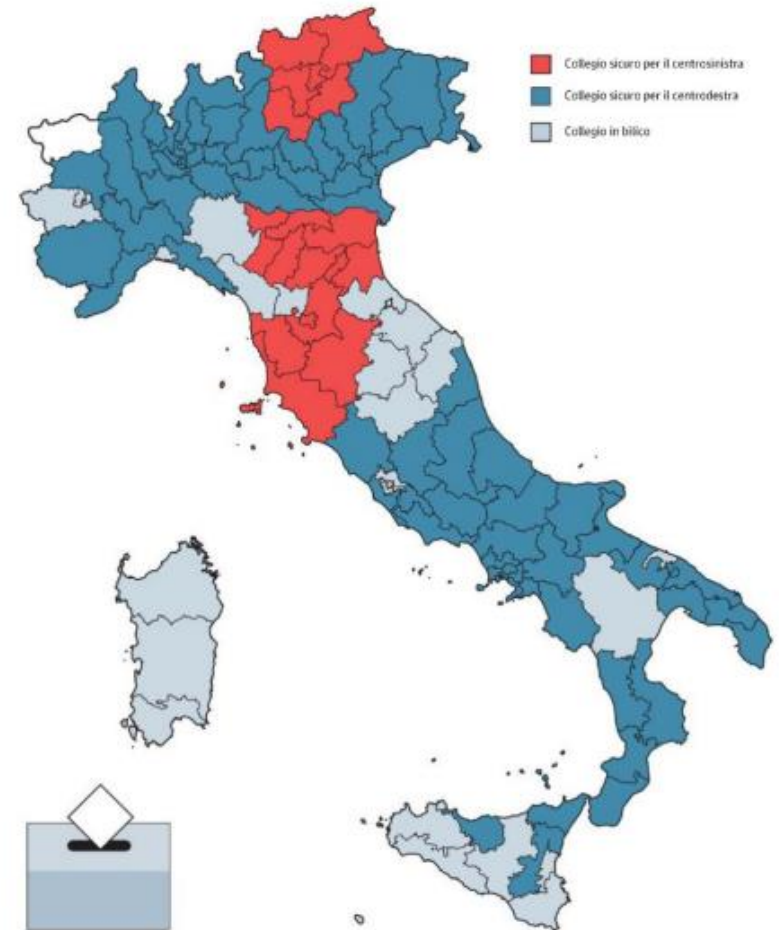 Collegio sicuro per il centrosinistra
Collegio sicuro per il centrodestra
Collegio in bilico